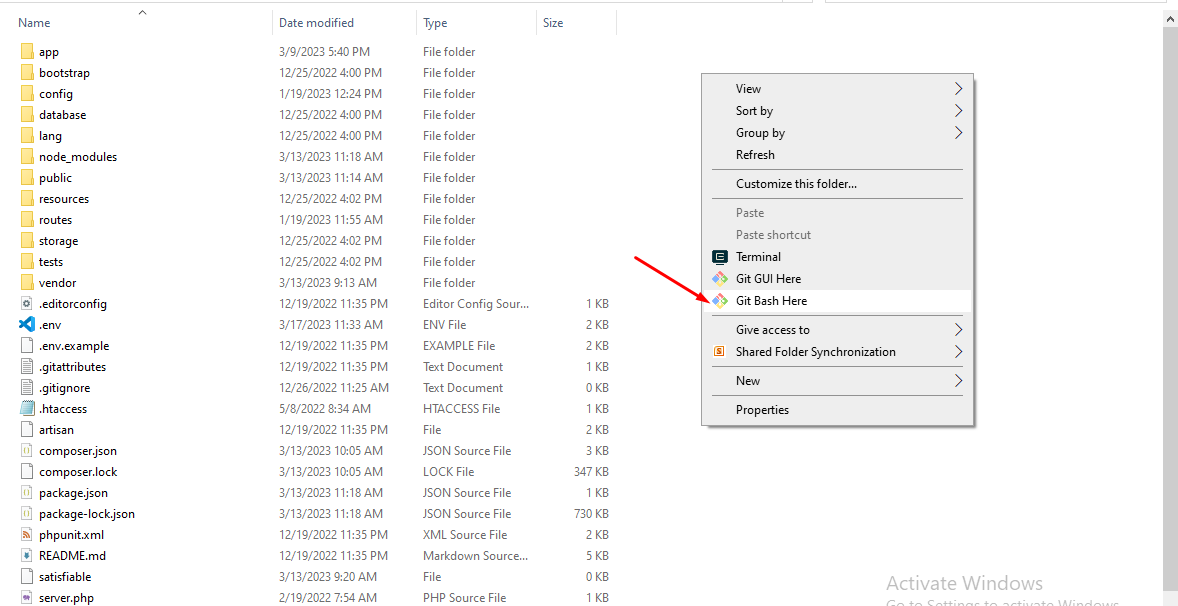 Name Date modified Type Size
app 3/9/2023 5:40 PM File folder
bootstrap 12/25/2022 4:00 PM File folder
config 1/19/2023 12:24 PM File folder
database 12/25/2022 4:00 PM File folder
lang 12/25/2022 4:00 PM File folder
node_modules 3/13/2023 11:18 AM File folder
public 3/13/2023 11:14 AM File folder
resources 12/25/2022 4:02 PM File folder
routes 1/19/2023 11:55 AM File folder
storage 12/25/2022 4:02 PM File folder
tests 12/25/2022 4:02 PM File folder
vendor 3/13/2023 9:13 AM File folder
.editorconfig 12/19/2022 11:35 PM Editor Config Sour... 1 KB
.env 3/17/2023 11:33 AM ENV File 2 KB
.env.example 12/19/2022 11:35 PM EXAMPLE File 2 KB
.gitattributes 12/19/2022 11:35 PM Text Document 1 KB
.gitignore 12/26/2022 11:25 AM Text Document 0 KB
.htaccess 5/8/2022 8:34 AM HTACCESS File 1 KB
artisan 12/19/2022 11:35 PM File 2 KB
composer.json 3/13/2023 10:05 AM JSON Source File 3 KB
composer.lock 3/13/2023 10:05 AM LOCK File 347 KB
package.json 3/13/2023 11:18 AM JSON Source File 1 KB
package-lock.json 3/13/2023 11:18 AM JSON Source File 730 KB
phpunit.xml 12/19/2022 11:35 PM XML Source File 2 KB
README.md 12/19/2022 11:35 PM Markdown Source... 5 KB
satisfiable 3/13/2023 9:20 AM File 0 KB
server.php 2/19/2022 7:54 AM PHP Source File 1 KB
View
Sort by
Group by
Refresh
Customize this folder...
Paste
Paste shortcut
Terminal
Git GUI Here
Git Bash Here
Give access to
Shared Folder Synchronization
New
Properties
Activate Windows
Go to Settings to activate Windows